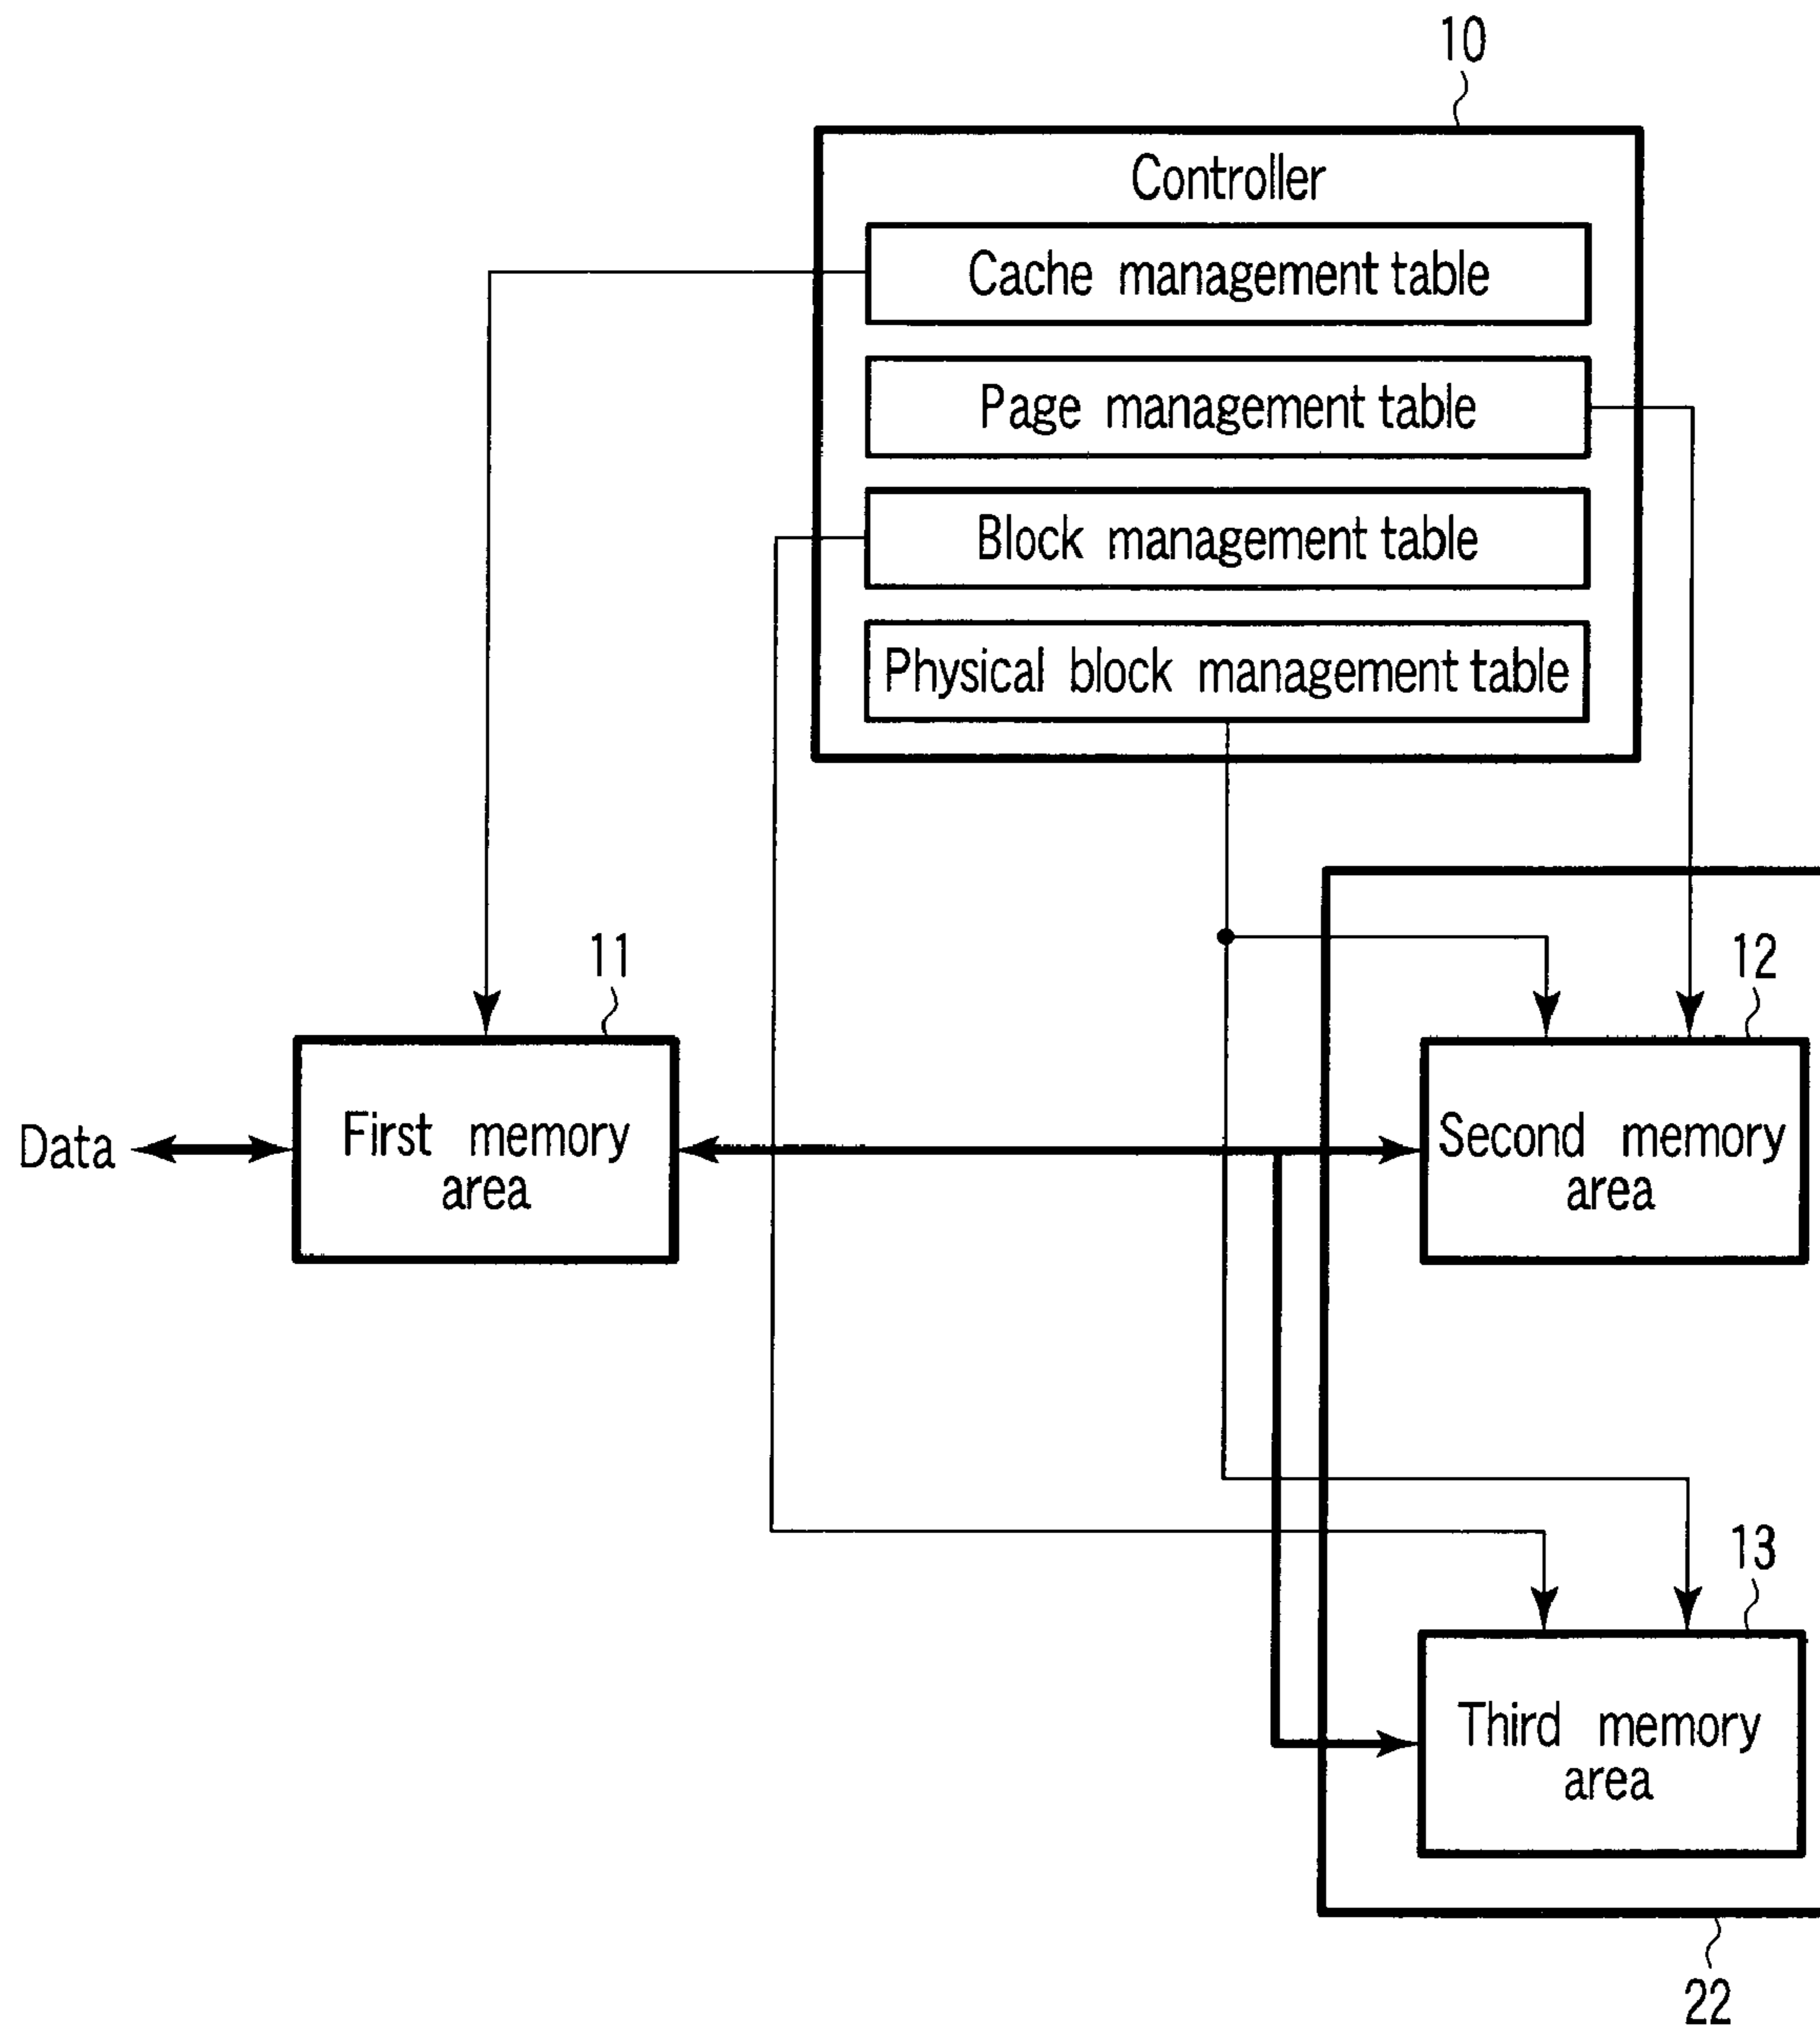 10
Controller
Cache management table
Page management table
Block management table
Physical block management table
11
12
Data
First memory
area
Second memory
area
13
Third memory
area
22